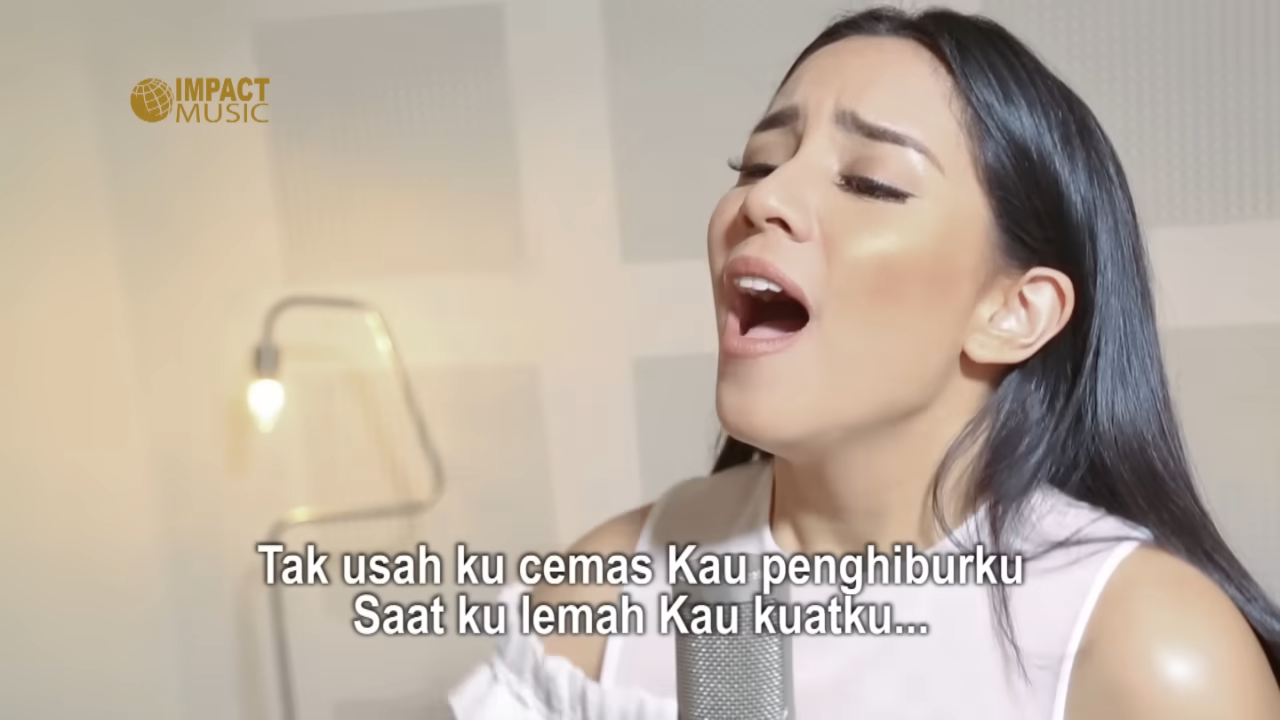 IMPACT
MUSIC
Tak usah ku cemas Kau penghiburku
Saat ku lemah Kau kuatku...